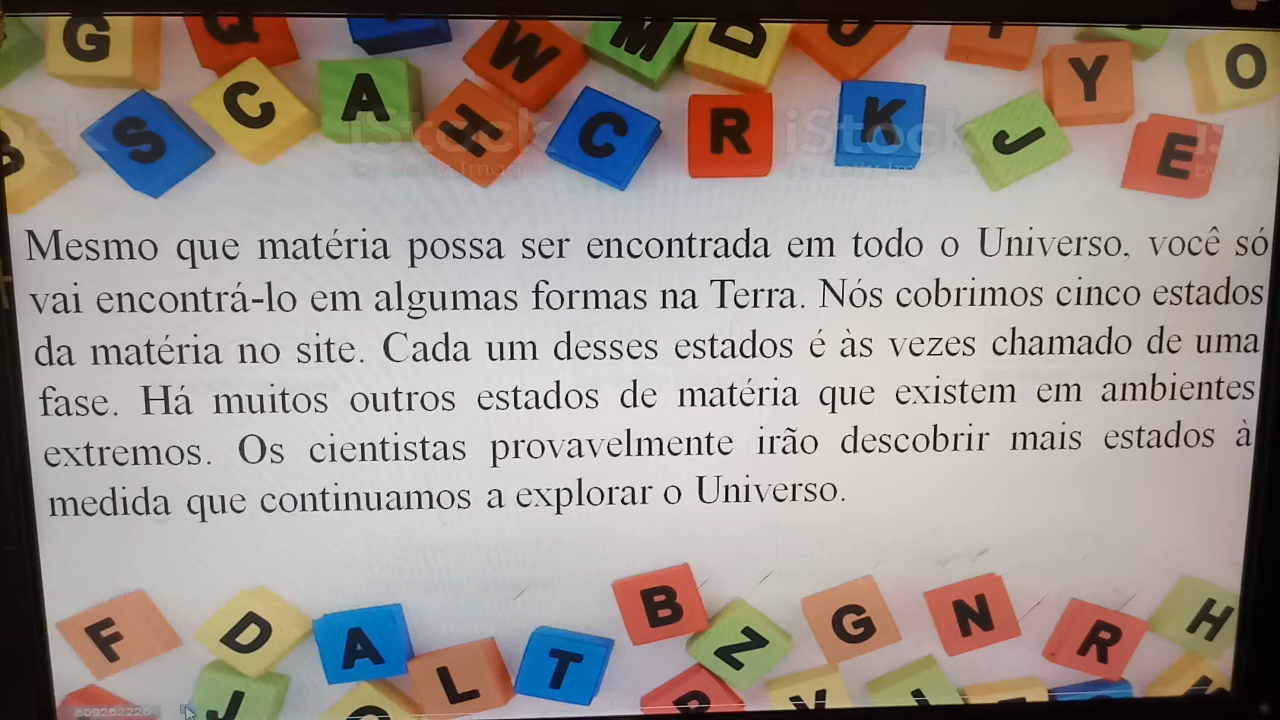 G Q W M D O Y O
S C A H C R K J E
Mesmo que matéria possa ser encontrada em todo o Universo, você só
vai encontrá-lo em algumas formas na Terra. Nós cobrimos cinco estados
da matéria no site. Cada um desses estados é às vezes chamado de uma
fase. Há muitos outros estados de matéria que existem em ambientes
extremos. Os cientistas provavelmente irão descobrir mais estados à
medida que continuamos a explorar o Universo.
F D A L T B Z G N R H
J
609262226